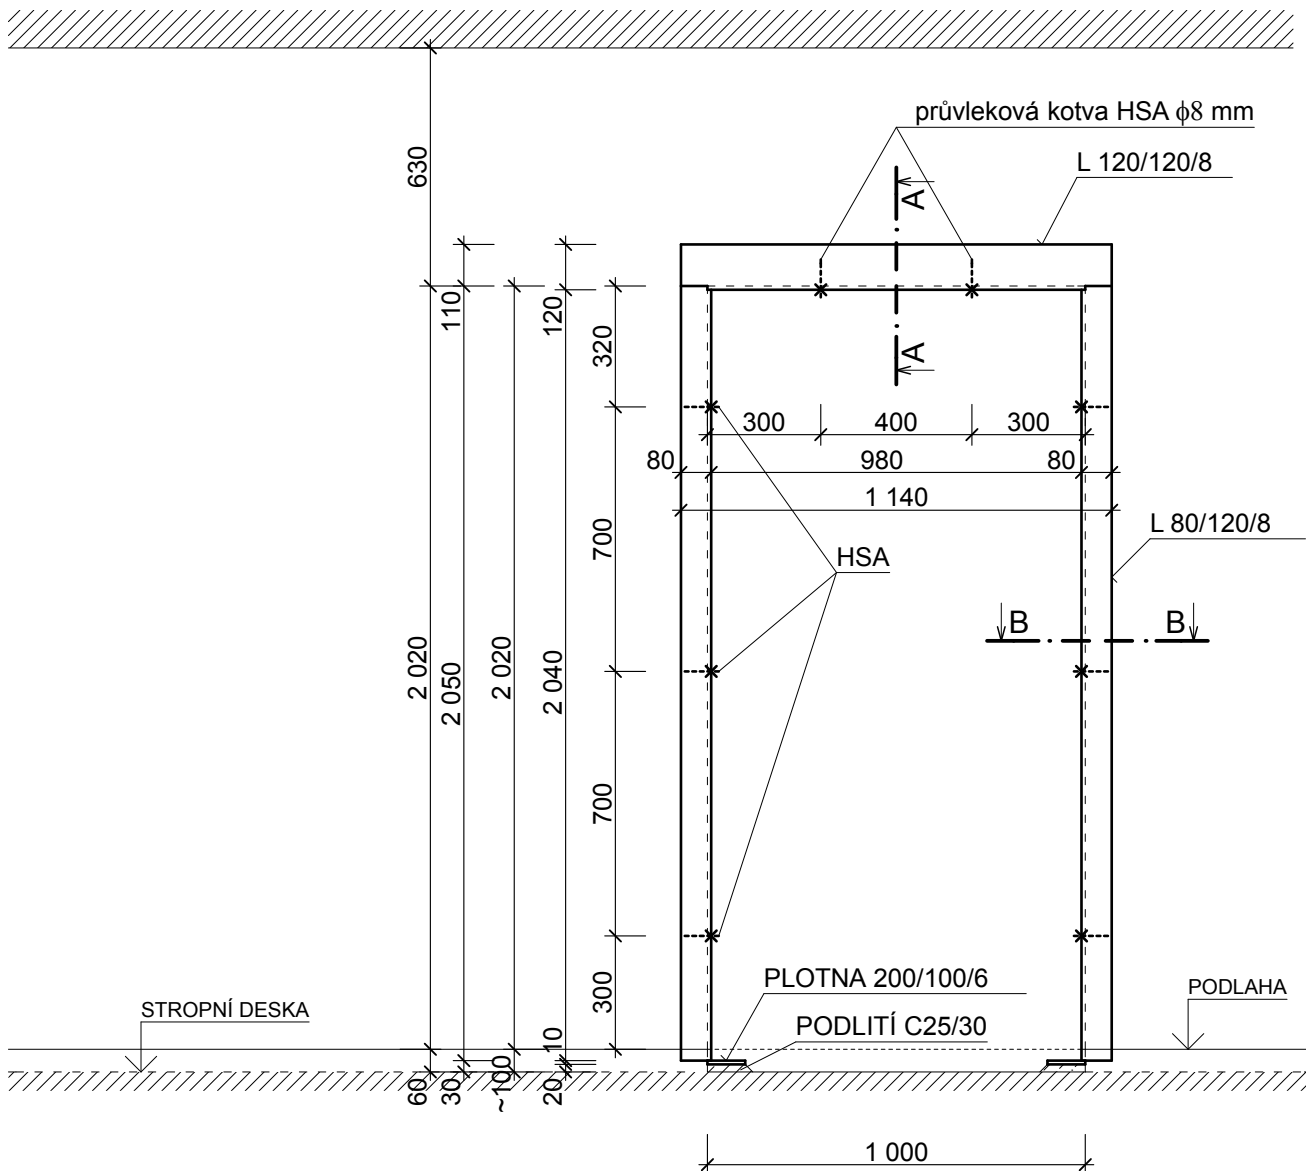 průvleková kotva HSA ϕ8 mm
L 120/120/8
630
A
110
120
320
A
300 400 300
80 980 80
1 140
L 80/120/8
700
HSA
B B
2 020
2 050
2 020
2 040
700
300
PLOTNA 200/100/6
PODLITÍ C25/30
STROPNÍ DESKA
PODLAHA
10
60
30
~100
20
1 000